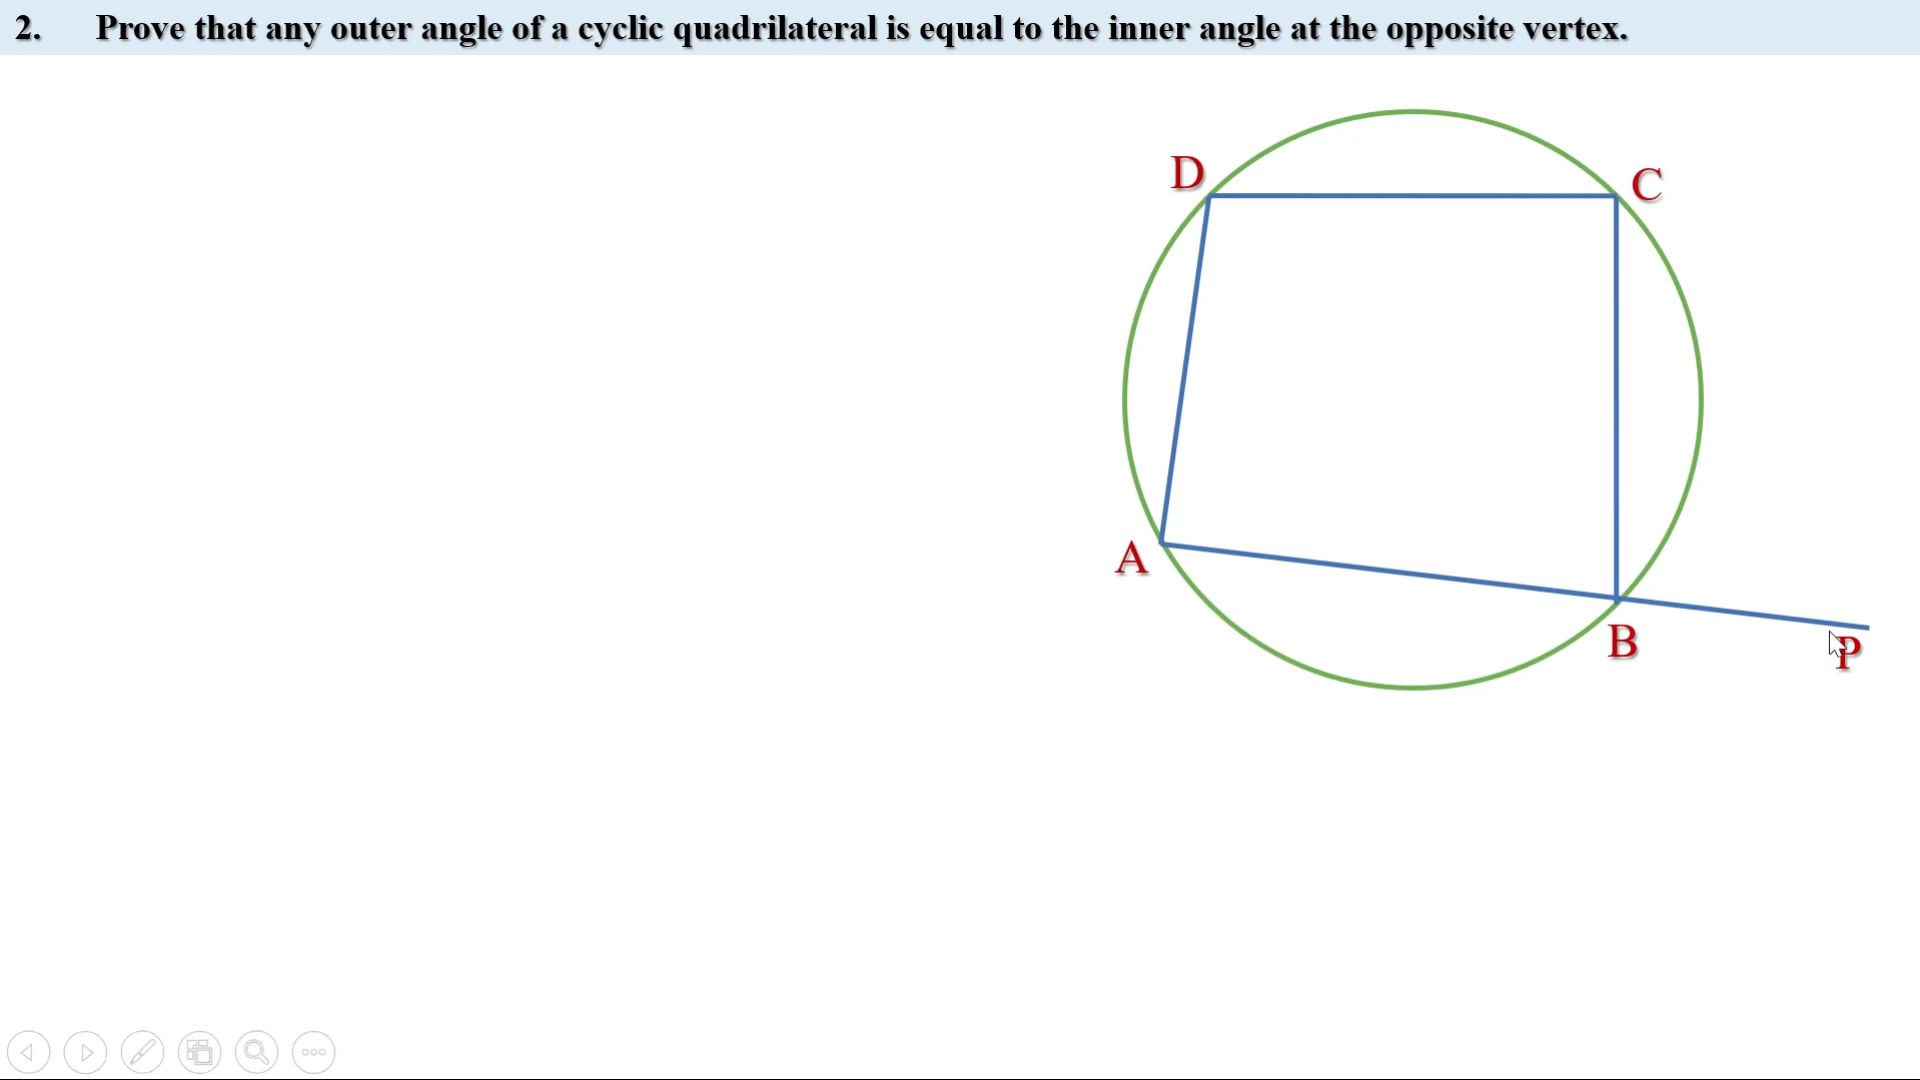 2. Prove that any outer angle of a cyclic quadrilateral is equal to the inner angle at the opposite vertex.
D
C
A
B
P